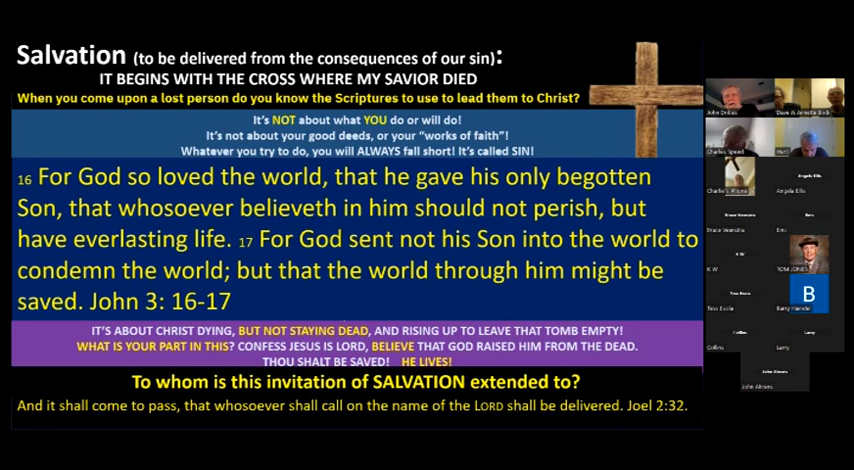 Salvation (to be delivered from the consequences of our sin):
IT BEGINS WITH THE CROSS WHERE MY SAVIOR DIED
When you come upon a lost person do you know the Scriptures to use to lead them to Christ?
It's NOT about what YOU do or will do!
It's not about your good deeds, or your "works of faith"!
Whatever you try to do, you will ALWAYS fall short! It's called SIN!
16 For God so loved the world, that he gave his only begotten
Son, that whosoever believeth in him should not perish, but
have everlasting life. 17 For God sent not his Son into the world to
condemn the world; but that the world through him might be
saved. John 3: 16-17
IT'S ABOUT CHRIST DYING, BUT NOT STAYING DEAD, AND RISING UP TO LEAVE THAT TOMB EMPTY!
WHAT IS YOUR PART IN THIS? CONFESS JESUS IS LORD, BELIEVE THAT GOD RAISED HIM FROM THE DEAD.
THOU SHALT BE SAVED! HE LIVES!
To whom is this invitation of SALVATION extended to?
And it shall come to pass, that whosoever shall call on the name of the LORD shall be delivered. Joel 2:32.
John
Dave & Annette
Charles Speed
Charle's iPhone
Angela Ellis
Angela Ellis
Bruce
Bruce
K W
K W
TOM JONES
B
Barry
Tess
Tess
Collins
Collins
Larry
Larry
John Ahrens
John Ahrens